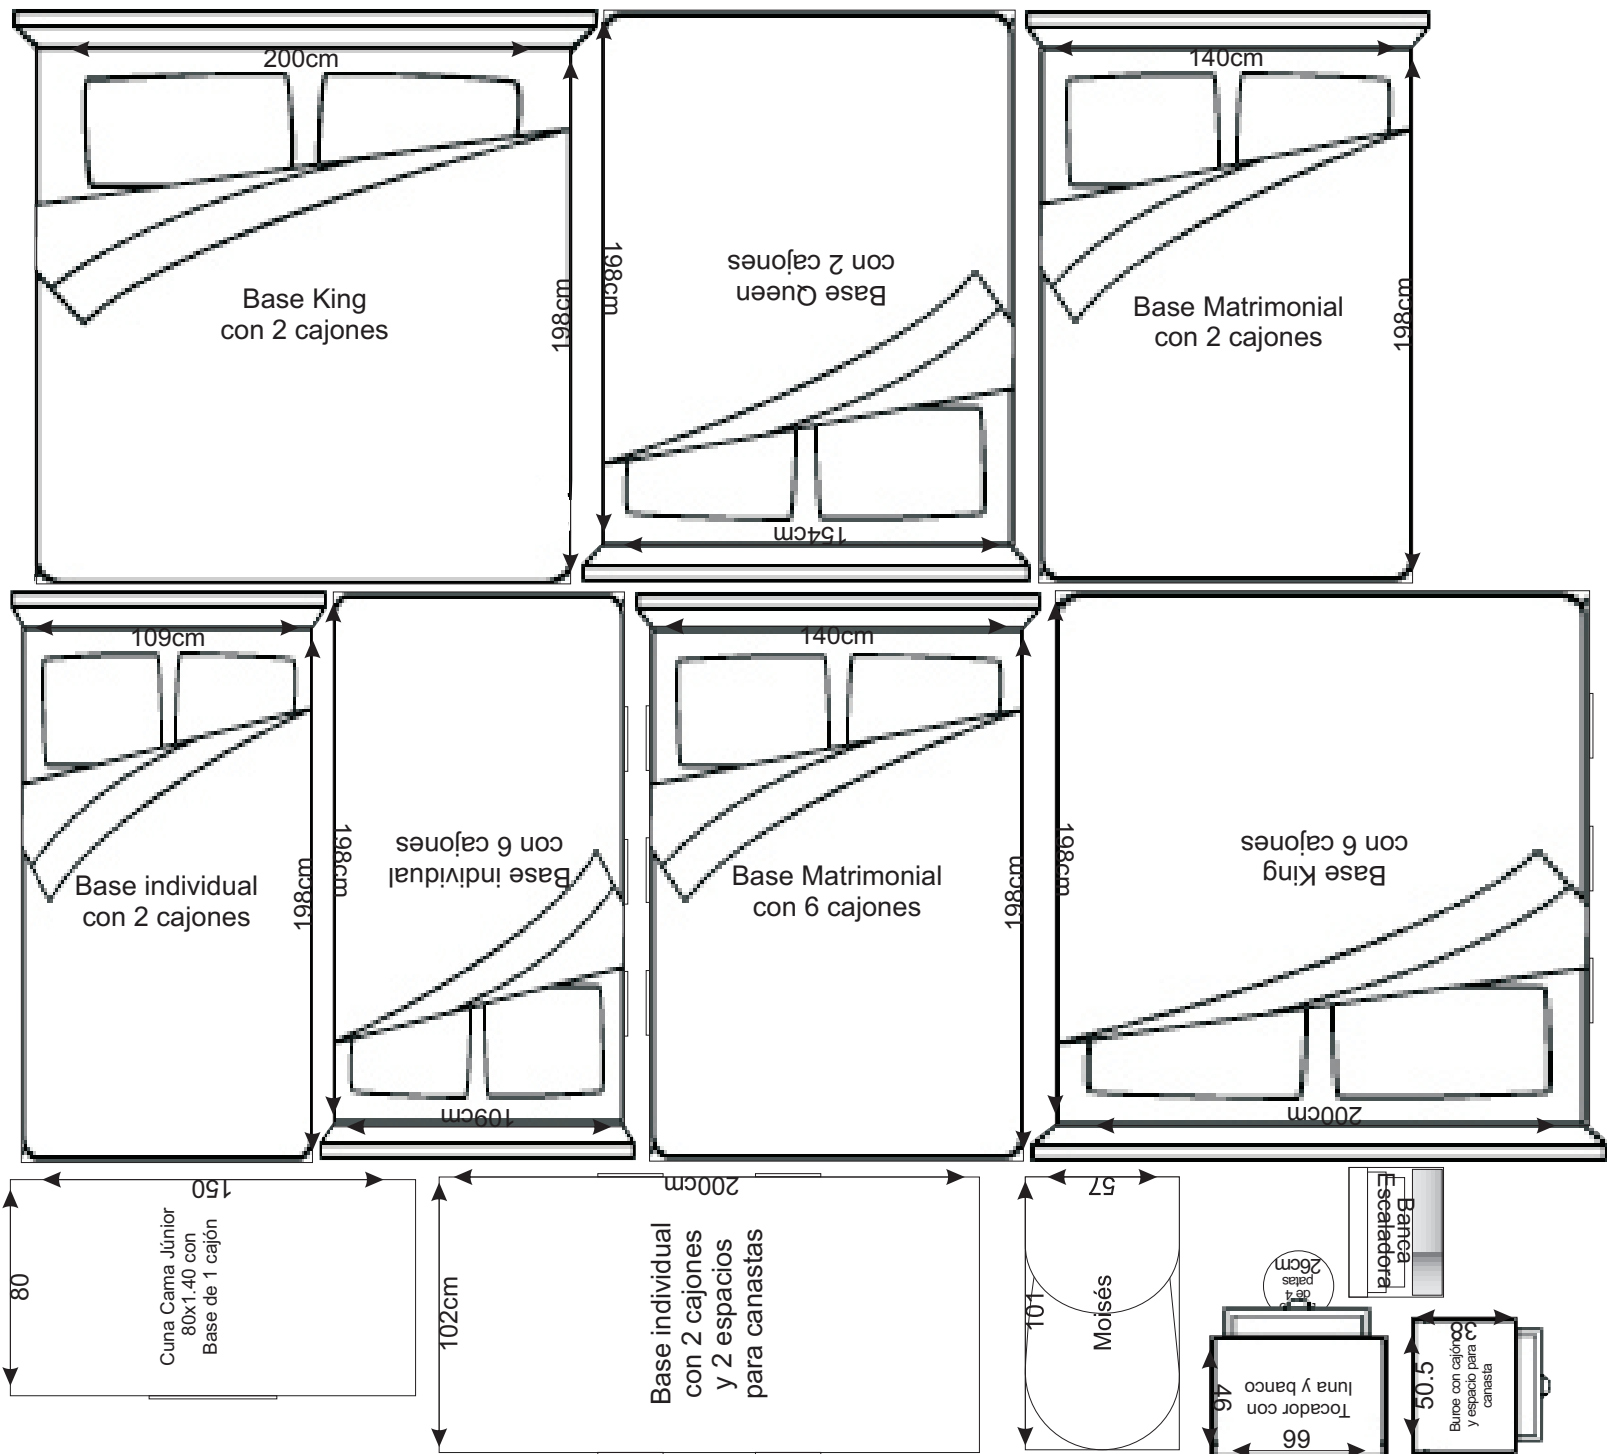 200cm
198cm
Base King
con 2 cajones
198cm
Base Queen
con 2 cajones
154cm
140cm
198cm
Base Matrimonial
con 2 cajones
109cm
198cm
Base individual
con 2 cajones
198cm
Base individual
con 6 cajones
109cm
140cm
198cm
Base Matrimonial
con 6 cajones
198cm
Base King
con 6 cajones
200cm
150
80
Cuna Cama Júnior
80x1.40 con
Base de 1 cajón
200cm
102cm
Base individual
con 2 cajones
y 2 espacios
para canastas
57
101
Moisés
Banca
Escaladora
de 4
patas
26cm
46
Tocador con
luna y banco
66
50.5
Buroe con cajón
y espacio para
canasta